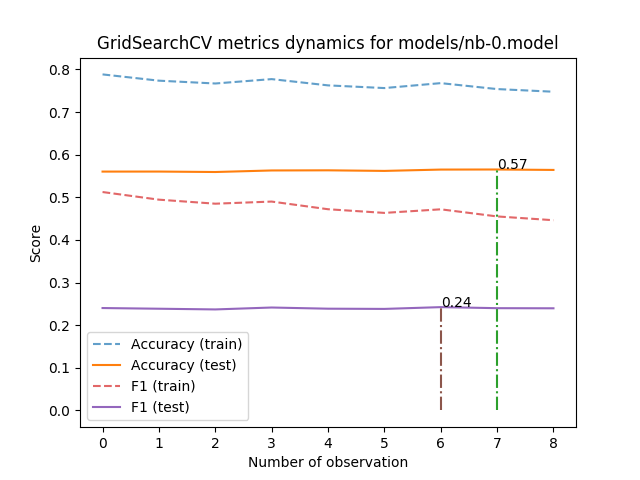 GridSearchCV metrics dynamics for models/nb-0.model
0.8
0.7
0.6
0.5
0.4
0.3
0.2
0.1
0.0
Score
0.57
0.24
Accuracy (train)
Accuracy (test)
F1 (train)
F1 (test)
0 1 2 3 4 5 6 7 8
Number of observation